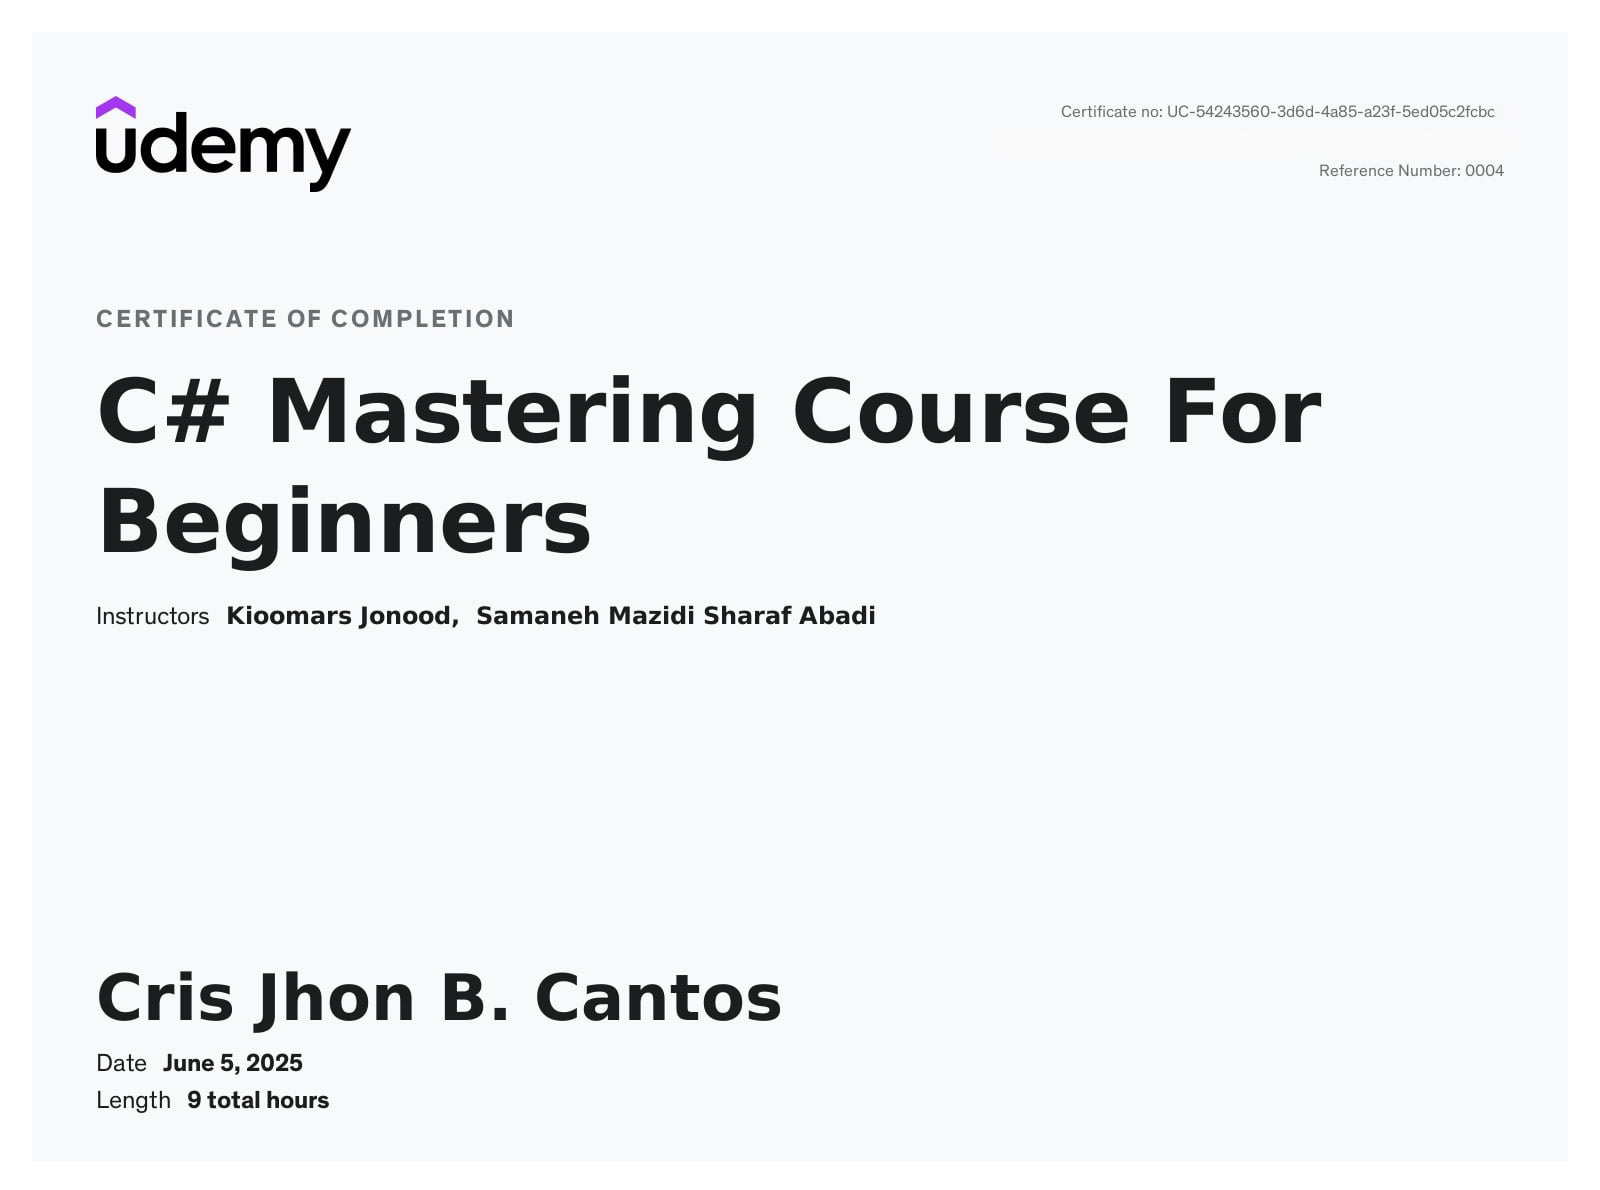 udemy
Certificate no: UC-54243560-3d6d-4a85-a23f-5ed05c2fcbc
Reference Number: 0004
CERTIFICATE OF COMPLETION
C# Mastering Course For
Beginners
Instructors Kioomars Jonood, Samaneh Mazidi Sharaf Abadi
Cris Jhon B. Cantos
Date June 5, 2025
Length 9 total hours